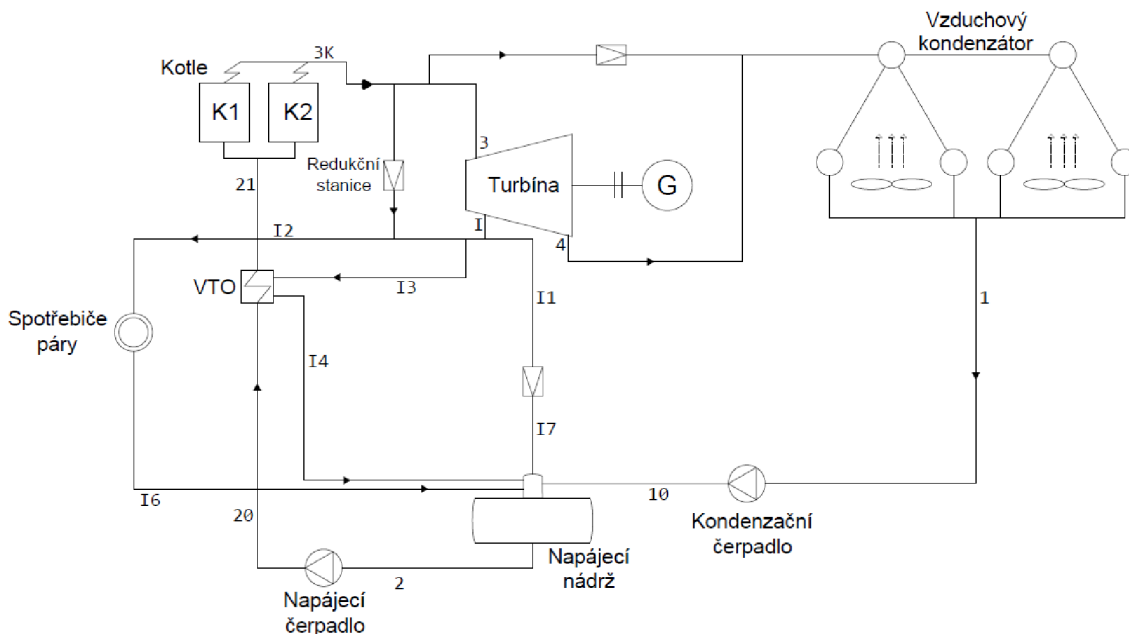 Vzduchový
kondenzátor
3K
Kotle
K1
K2
3
Redukční
stanice
Turbína
G
21
I
I2
4
VTO
I3
I1
1
Spotřebiče
páry
I4
I7
I6
10
20
Kondenzační
čerpadlo
Napájecí
nádrž
2
Napájecí
čerpadlo